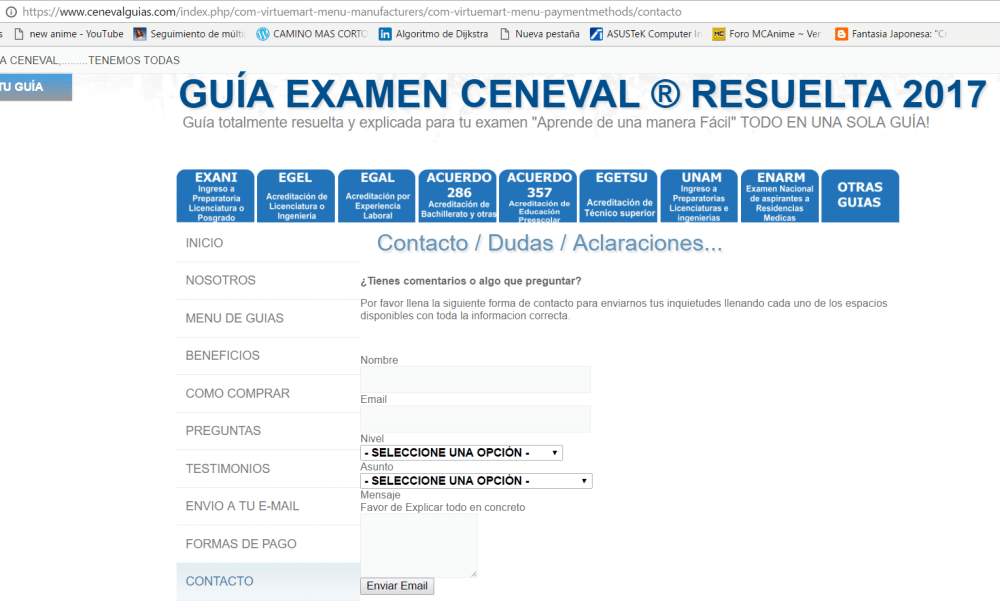 https://www.cenevalguias.com/index.php/com-virtuemart-menu-manufacturers/com-virtuemart-menu-paymentmethods/contacto
s new anime - YouTube Seguimiento de múlti CAMINO MAS CORTO Algoritmo de Dijkstra Nueva pestaña ASUSTeK Computer In Foro MCAnime ~ Ver Fantasia Japonesa: "C
A CENEVAL,.........TENEMOS TODAS
TU GUÍA
GUÍA EXAMEN CENEVAL ® RESUELTA 2017
Guía totalmente resuelta y explicada para tu examen "Aprende de una manera Fácil" TODO EN UNA SOLA GUÍA!
EXANI
Ingreso a
Preparatoria
Licenciatura o
Posgrado
EGEL
Acreditación de
Licenciatura o
Ingeniería
EGAL
Acreditación por
Experiencia
Laboral
ACUERDO
286
Acreditación de
Bachillerato y otras
ACUERDO
357
Acreditación de
Educación
Preescolar
EGETSU
Acreditación de
Técnico superior
UNAM
Ingreso a
Preparatorias
Licenciaturas e
ingenierias
ENARM
Examen Nacional
de aspirantes a
Residencias
Medicas
OTRAS
GUIAS
INICIO
NOSOTROS
MENU DE GUIAS
BENEFICIOS
COMO COMPRAR
PREGUNTAS
TESTIMONIOS
ENVIO A TU E-MAIL
FORMAS DE PAGO
CONTACTO
Contacto / Dudas / Aclaraciones...
¿Tienes comentarios o algo que preguntar?
Por favor llena la siguiente forma de contacto para enviarnos tus inquietudes llenando cada uno de los espacios
disponibles con toda la informacion correcta.
Nombre
Email
Nivel
- SELECCIONE UNA OPCIÓN -
Asunto
- SELECCIONE UNA OPCIÓN -
Mensaje
Favor de Explicar todo en concreto
Enviar Email